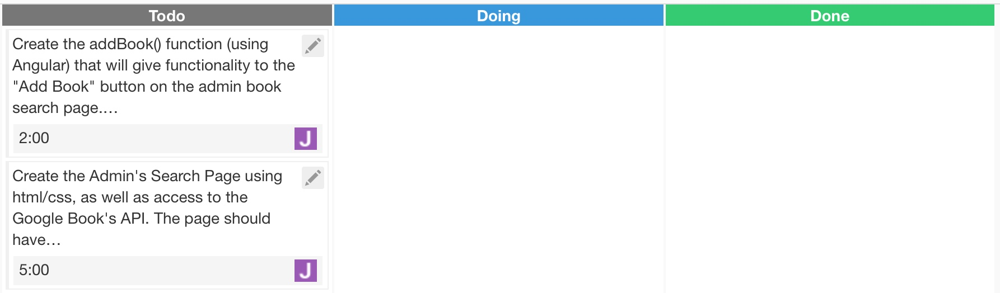 Todo
Doing
Done
Create the addBook() function (using
Angular) that will give functionality to the
"Add Book" button on the admin book
search page.…
2:00
J
Create the Admin's Search Page using
html/css, as well as access to the
Google Book's API. The page should
have…
5:00
J